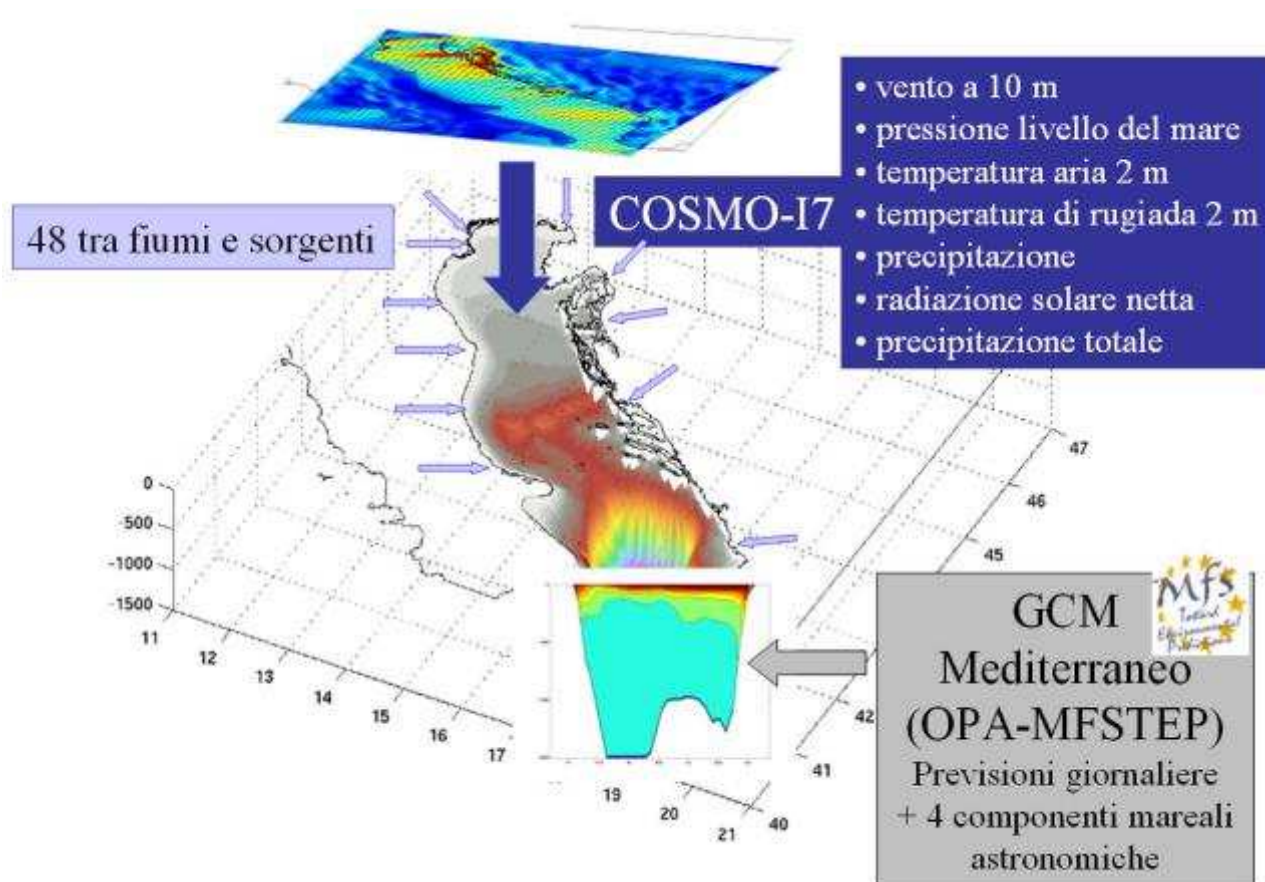 • vento a 10 m
• pressione livello del mare
• temperatura aria 2 m
• temperatura di rugiada 2 m
• precipitazione
• radiazione solare netta
• precipitazione totale
COSMO-I7
48 tra fiumi e sorgenti
0
-500
-1000
-1500
11
12
13
14
15
16
17
19
20
21
40
41
42
45
46
47
Mfs
GCM
Mediterraneo
(OPA-MFSTEP)
Previsioni giornaliere
+ 4 componenti mareali
astronomiche